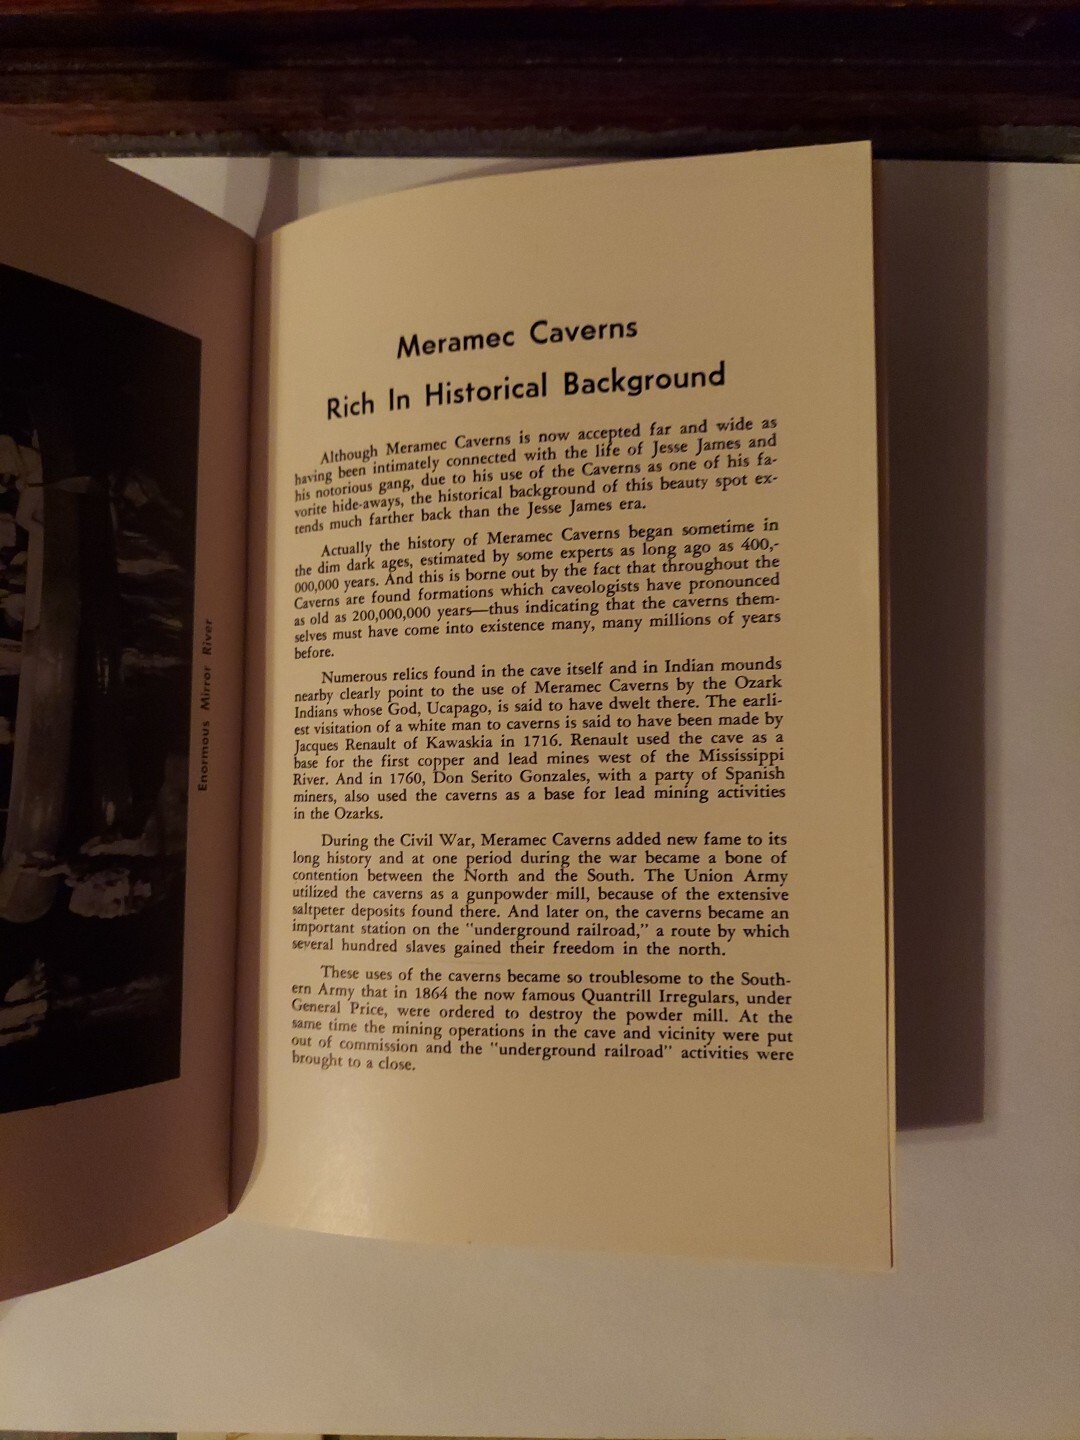 Enormous Mirror River
Meramec Caverns
Rich In Historical Background
Although Meramec Caverns is now accepted far and wide as
having been intimately connected with the life of Jesse James and
his notorious gang, due to his use of the Caverns as one of his fa-
vorite hide-aways, the historical background of this beauty spot ex-
tends much farther back than the Jesse James era.
Actually the history of Meramec Caverns began sometime in
the dim dark ages, estimated by some experts as long ago as 400,-
000,000 years. And this is borne out by the fact that throughout the
Caverns are found formations which caveologists have pronounced
as old as 200,000,000 years—thus indicating that the caverns them-
selves must have come into existence many, many millions of years
before.
Numerous relics found in the cave itself and in Indian mounds
nearby clearly point to the use of Meramec Caverns by the Ozark
Indians whose God, Ucapago, is said to have dwelt there. The earli-
est visitation of a white man to caverns is said to have been made by
Jacques Renault of Kawaskia in 1716. Renault used the cave as a
base for the first copper and lead mines west of the Mississippi
River. And in 1760, Don Serito Gonzales, with a party of Spanish
miners, also used the caverns as a base for lead mining activities
in the Ozarks.
During the Civil War, Meramec Caverns added new fame to its
long history and at one period during the war became a bone of
contention between the North and the South. The Union Army
utilized the caverns as a gunpowder mill, because of the extensive
saltpeter deposits found there. And later on, the caverns became an
important station on the "underground railroad," a route by which
several hundred slaves gained their freedom in the north.
These uses of the caverns became so troublesome to the South-
ern Army that in 1864 the now famous Quantrill Irregulars, under
General Price, were ordered to destroy the powder mill. At the
same time the mining operations in the cave and vicinity were put
out of commission and the "underground railroad" activities were
brought to a close.